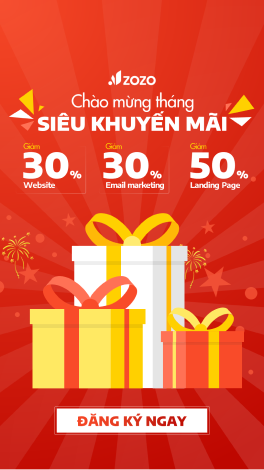 zozo
Chào mừng tháng
SIÊU KHUYẾN MÃI
Giảm
30%
Website
Giảm
30%
Email marketing
Giảm
50%
Landing Page
ĐĂNG KÝ NGAY